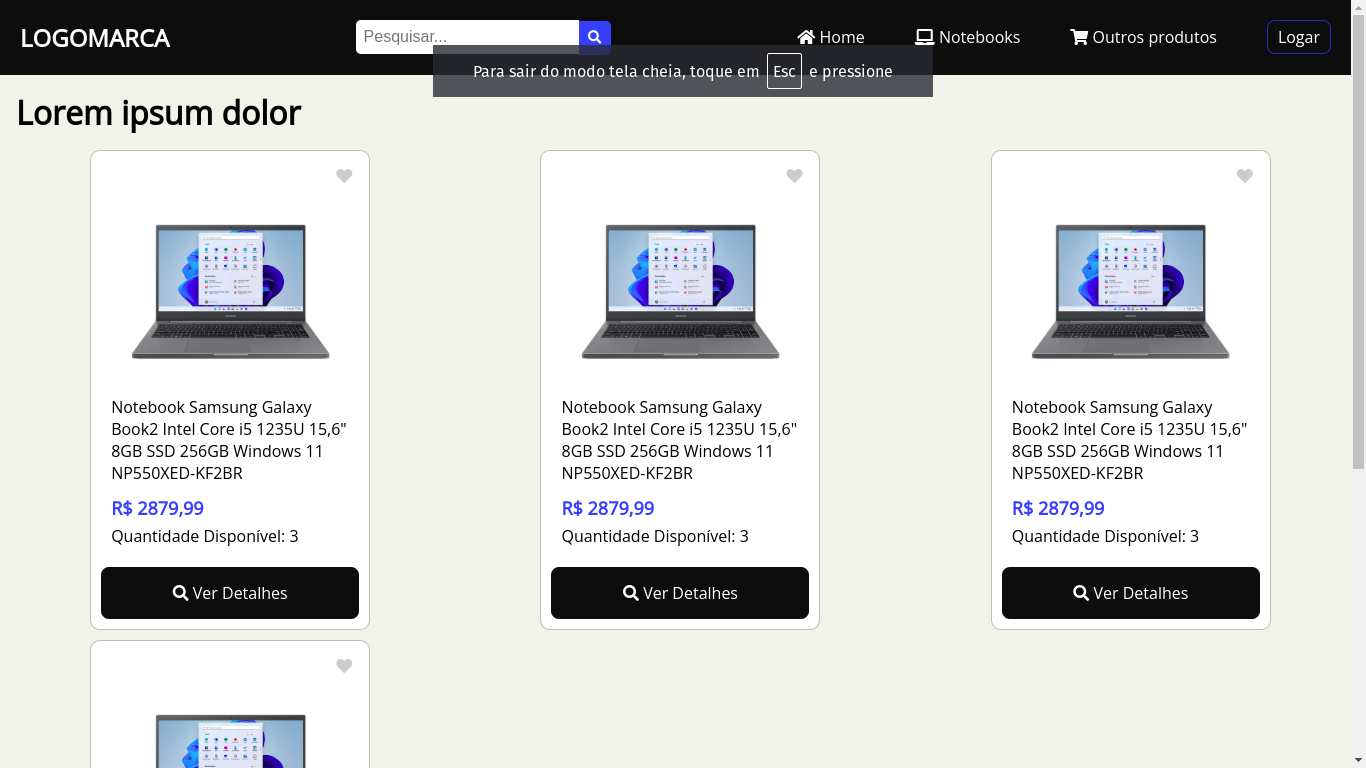 LOGOMARCA
Pesquisar...
Home
Notebooks
Outros produtos
Logar
Para sair do modo tela cheia, toque em Esc e pressione
Lorem ipsum dolor
Notebook Samsung Galaxy
Book2 Intel Core i5 1235U 15,6"
8GB SSD 256GB Windows 11
NP550XED-KF2BR
R$ 2879,99
Quantidade Disponível: 3
Ver Detalhes
Notebook Samsung Galaxy
Book2 Intel Core i5 1235U 15,6"
8GB SSD 256GB Windows 11
NP550XED-KF2BR
R$ 2879,99
Quantidade Disponível: 3
Ver Detalhes
Notebook Samsung Galaxy
Book2 Intel Core i5 1235U 15,6"
8GB SSD 256GB Windows 11
NP550XED-KF2BR
R$ 2879,99
Quantidade Disponível: 3
Ver Detalhes